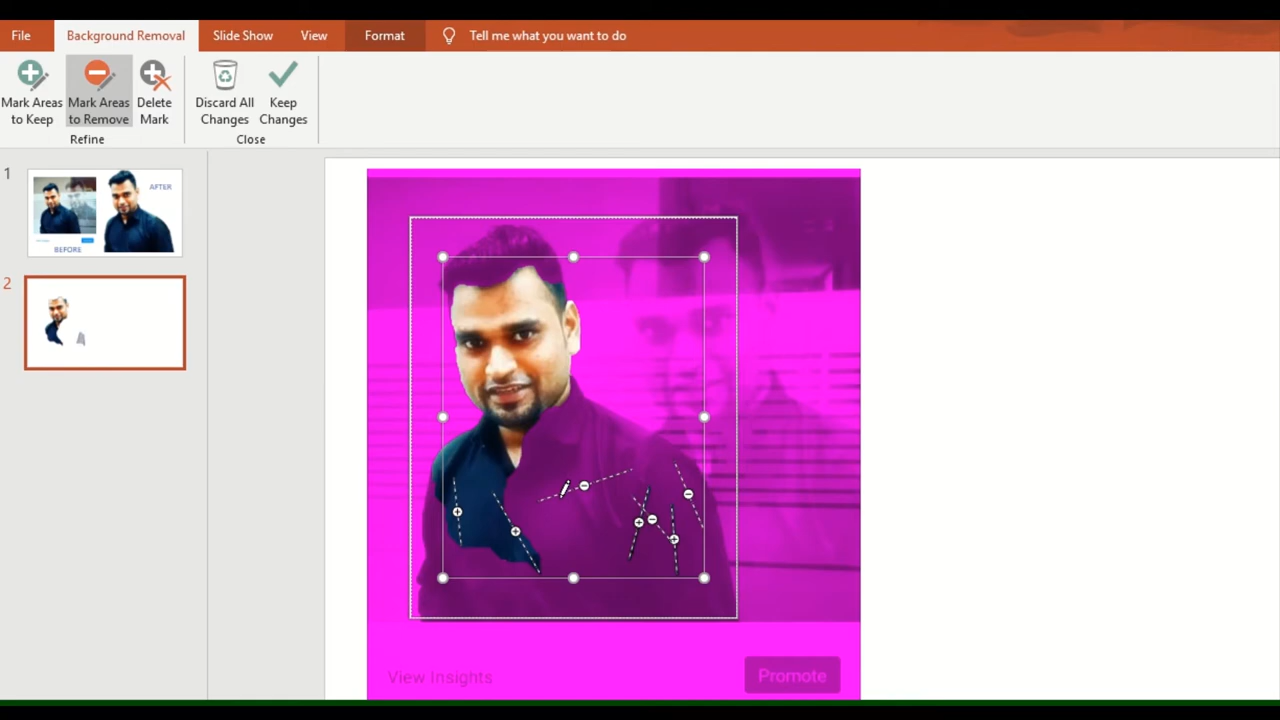 File Background Removal Slide Show View Format Tell me what you want to do
Mark Areas to Keep
Mark Areas to Remove
Delete Mark
Discard All Changes
Keep Changes
Refine
Close
1
AFTER
BEFORE
2
View Insights
Promote